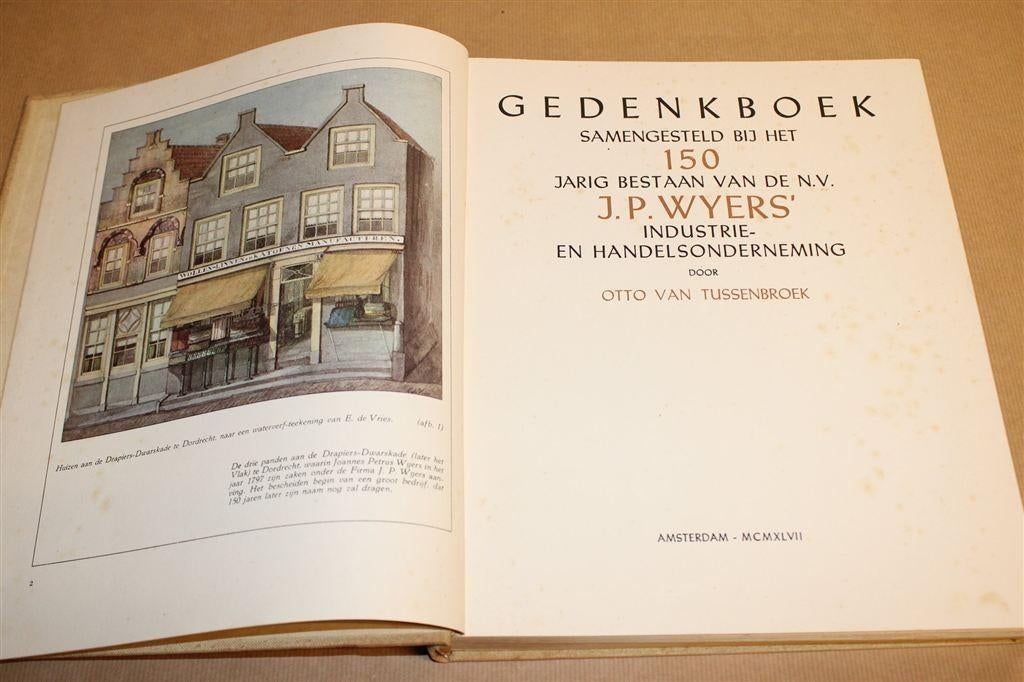 WOLLEN-LINNEN & KATOENEN MANUFACTUREN.
Huizen aan de Drapiers-Dwarskade te Dordrecht, naar een waterverf-teekening van E. de Vries. (afb. 1)
De drie panden aan de Drapiers-Dwarskade (later het
Vlak) te Dordrecht, waarin Joannes Petrus Wyers in het
jaar 1797 zijn zaken onder de Firma J. P. Wyers aan-
ving. Het bescheiden begin van een groot bedrijf, dat
150 jaren later zijn naam nog zal dragen.
2
GEDENKBOEK
SAMENGESTELD BIJ HET
150
JARIG BESTAAN VAN DE N.V.
J.P. WYERS'
INDUSTRIE-
EN HANDELSONDERNEMING
DOOR
OTTO VAN TUSSENBROEK
AMSTERDAM - MCMXLVII